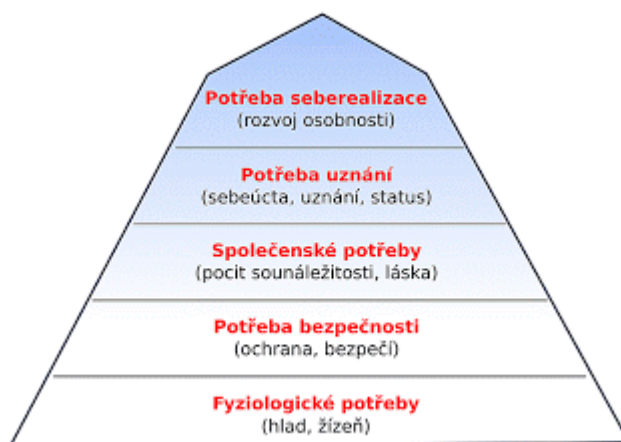 Potřeba seberealizace
(rozvoj osobnosti)
Potřeba uznání
(sebeúcta, uznání, status)
Společenské potřeby
(pocit sounáležitosti, láska)
Potřeba bezpečnosti
(ochrana, bezpečí)
Fyziologické potřeby
(hlad, žízeň)